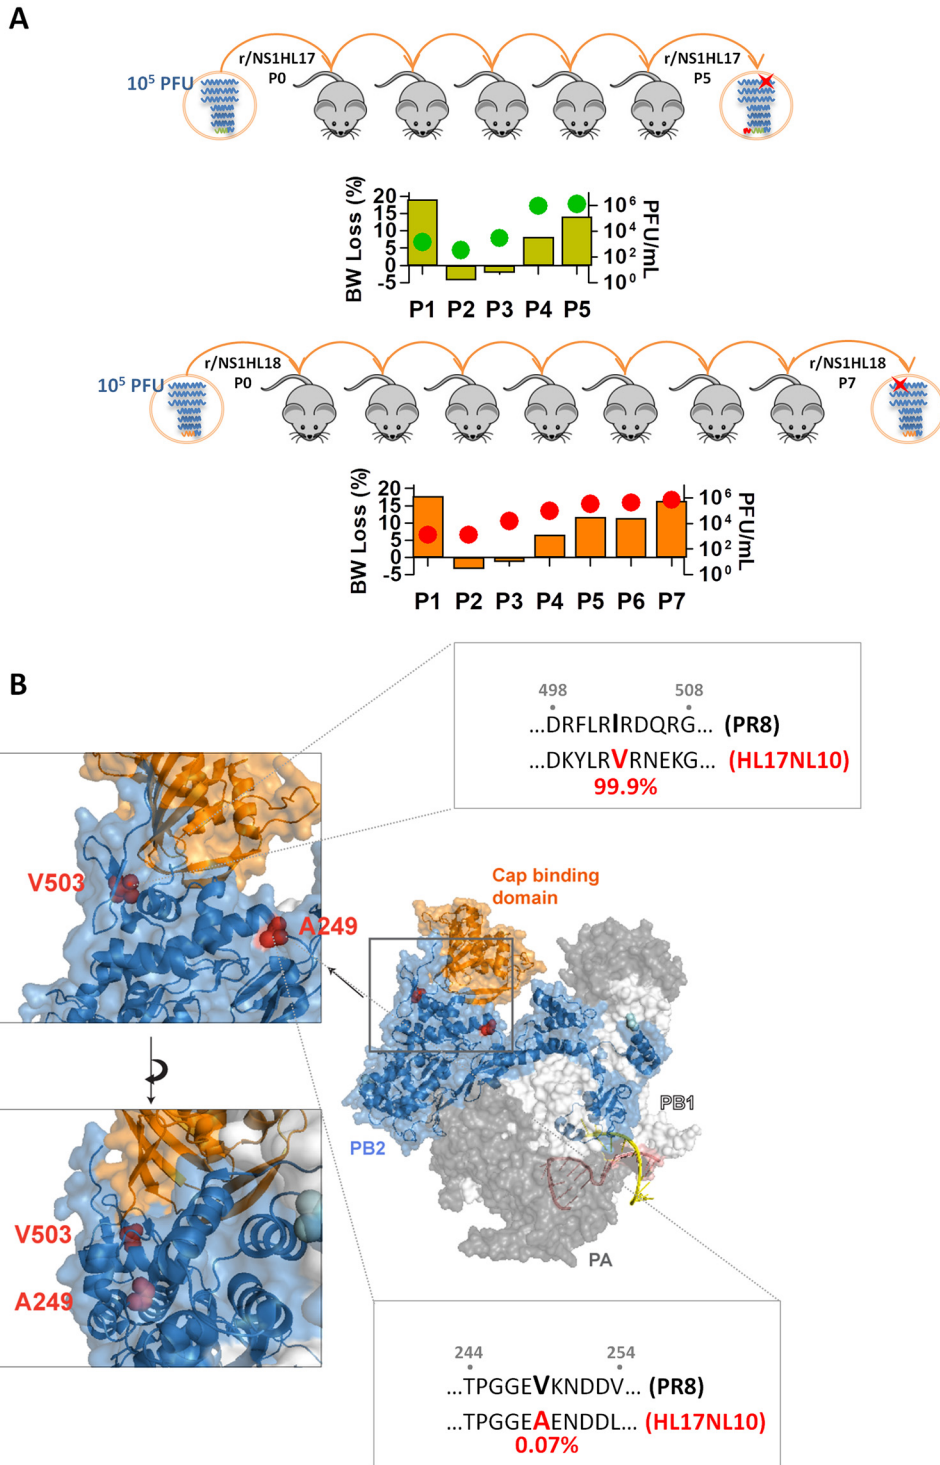 A
r/NS1HL17
P0
r/NS1HL17
P5
10⁵ PFU
BW Loss (%)
20
15
10
5
0
-5
10⁶
10⁴
10²
10⁰
PFU/mL
P1 P2 P3 P4 P5
r/NS1HL18
P0
r/NS1HL18
P7
10⁵ PFU
BW Loss (%)
20
15
10
5
0
-5
10⁶
10⁴
10²
10⁰
PFU/mL
P1 P2 P3 P4 P5 P6 P7
B
498 508
...DRFLRIRDQRG... (PR8)
...DKYLRVRNEKG... (HL17NL10)
99.9%
V503
A249
Cap binding
domain
PB1
PB2
PA
V503
A249
244 254
...TPGGEVKNDDV... (PR8)
...TPGGEAENDDL... (HL17NL10)
0.07%